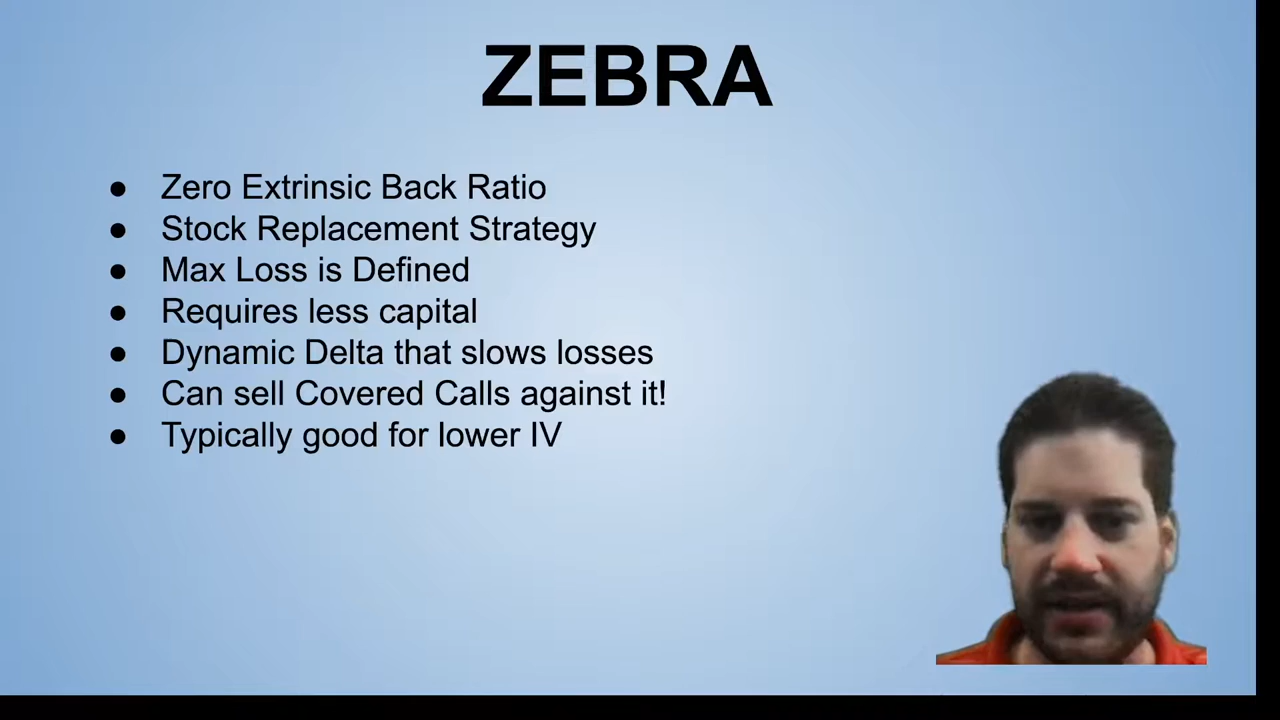 ZEBRA
● Zero Extrinsic Back Ratio
● Stock Replacement Strategy
● Max Loss is Defined
● Requires less capital
● Dynamic Delta that slows losses
● Can sell Covered Calls against it!
● Typically good for lower IV